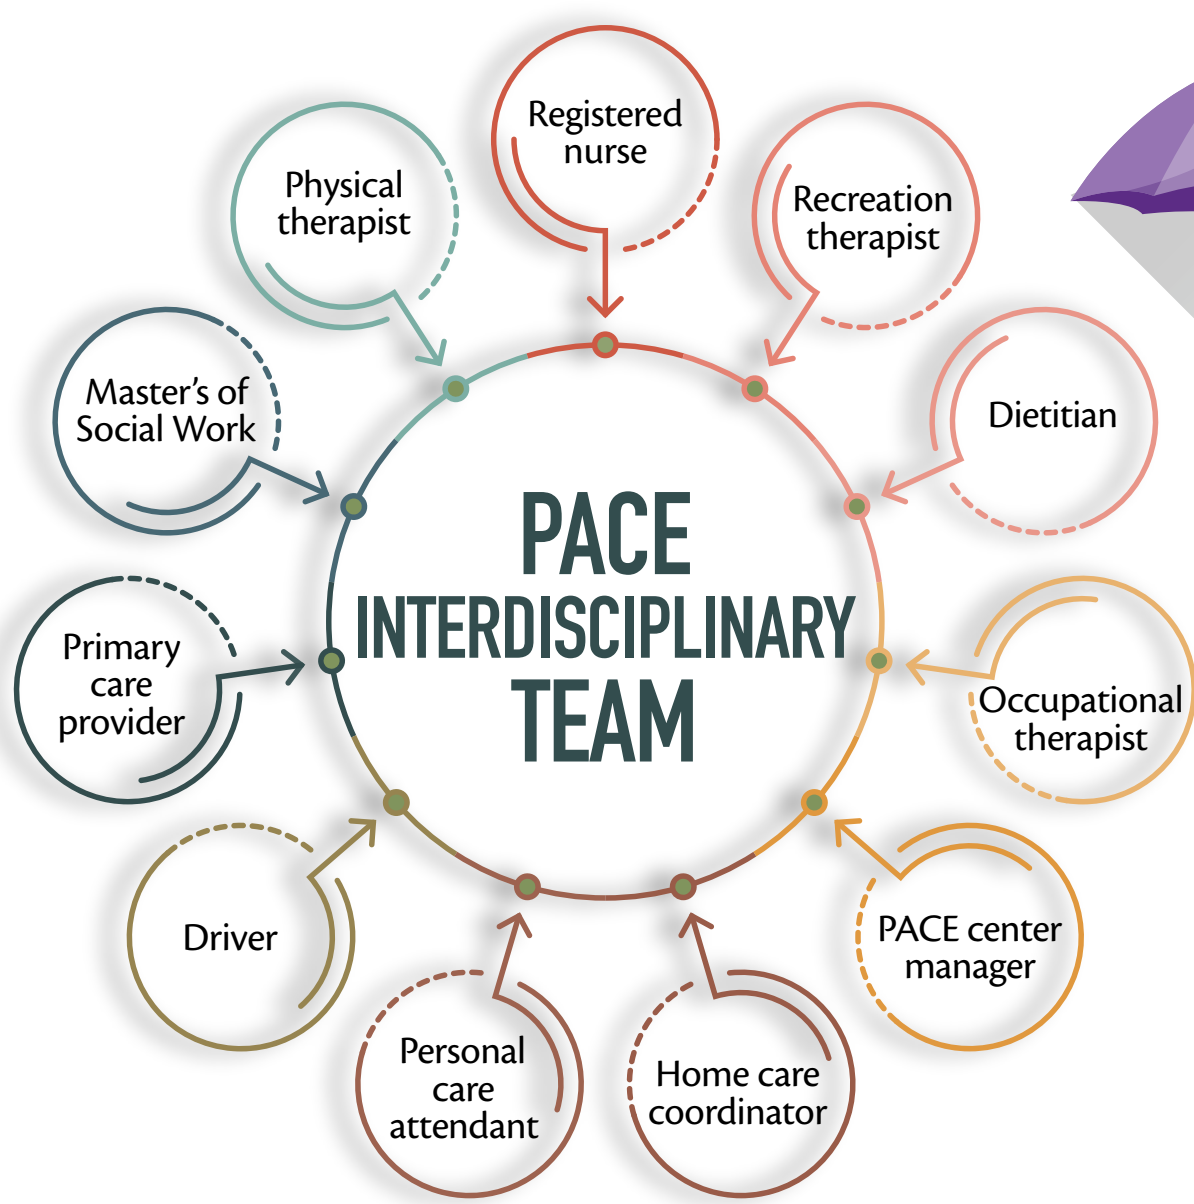 Registered
nurse
Recreation
therapist
Dietitian
Occupational
therapist
PACE center
manager
Home care
coordinator
Personal
care
attendant
Driver
Primary
care
provider
Master's of
Social Work
Physical
therapist
PACE
INTERDISCIPLINARY
TEAM